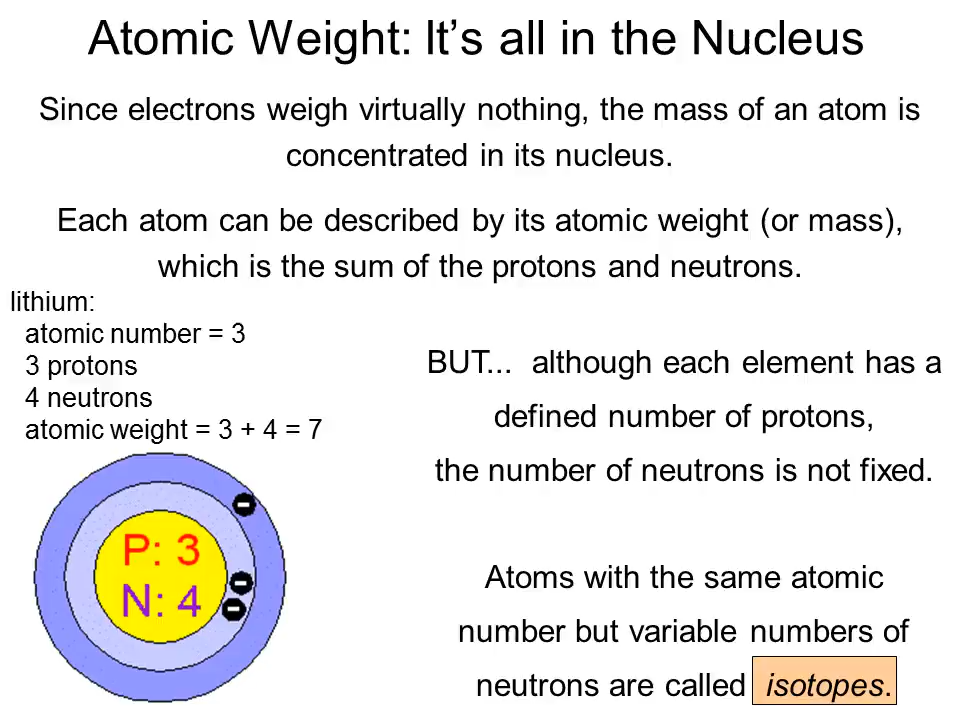 Atomic Weight: It’s all in the Nucleus
Since electrons weigh virtually nothing, the mass of an atom is
concentrated in its nucleus.
Each atom can be described by its atomic weight (or mass),
which is the sum of the protons and neutrons.
lithium:
atomic number = 3
3 protons
4 neutrons
atomic weight = 3 + 4 = 7
P: 3
N: 4
BUT... although each element has a
defined number of protons,
the number of neutrons is not fixed.
Atoms with the same atomic
number but variable numbers of
neutrons are called isotopes.